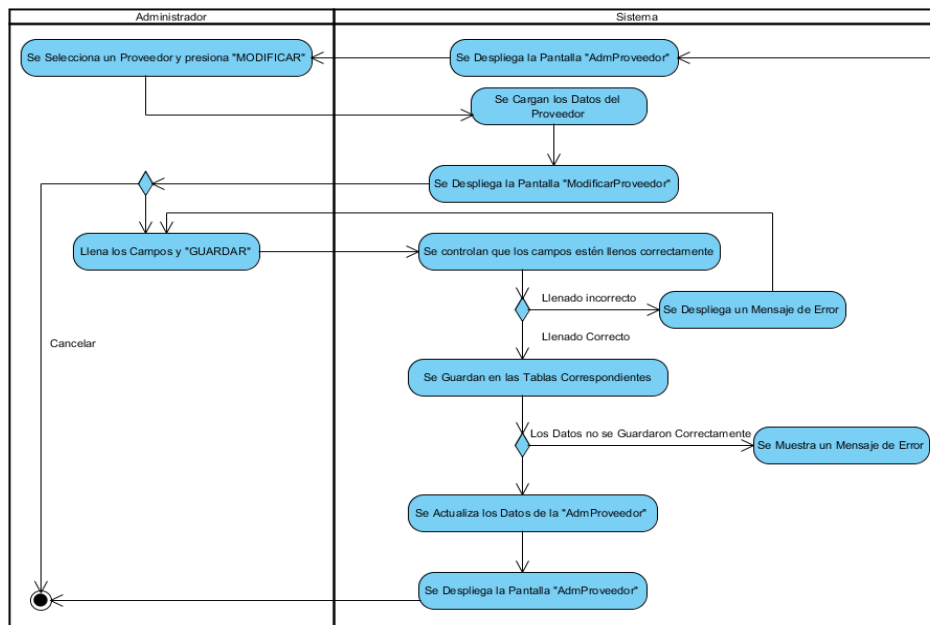 Administrador
Sistema
Se Selecciona un Proveedor y presiona "MODIFICAR"
Se Despliega la Pantalla "AdmProveedor"
Se Cargan los Datos del
Proveedor
Se Despliega la Pantalla "ModificarProveedor"
Llena los Campos y "GUARDAR"
Se controlan que los campos estén llenos correctamente
Llenado incorrecto
Se Despliega un Mensaje de Error
Llenado Correcto
Cancelar
Se Guardan en las Tablas Correspondientes
Los Datos no se Guardaron Correctamente
Se Muestra un Mensaje de Error
Se Actualiza los Datos de la "AdmProveedor"
Se Despliega la Pantalla "AdmProveedor"